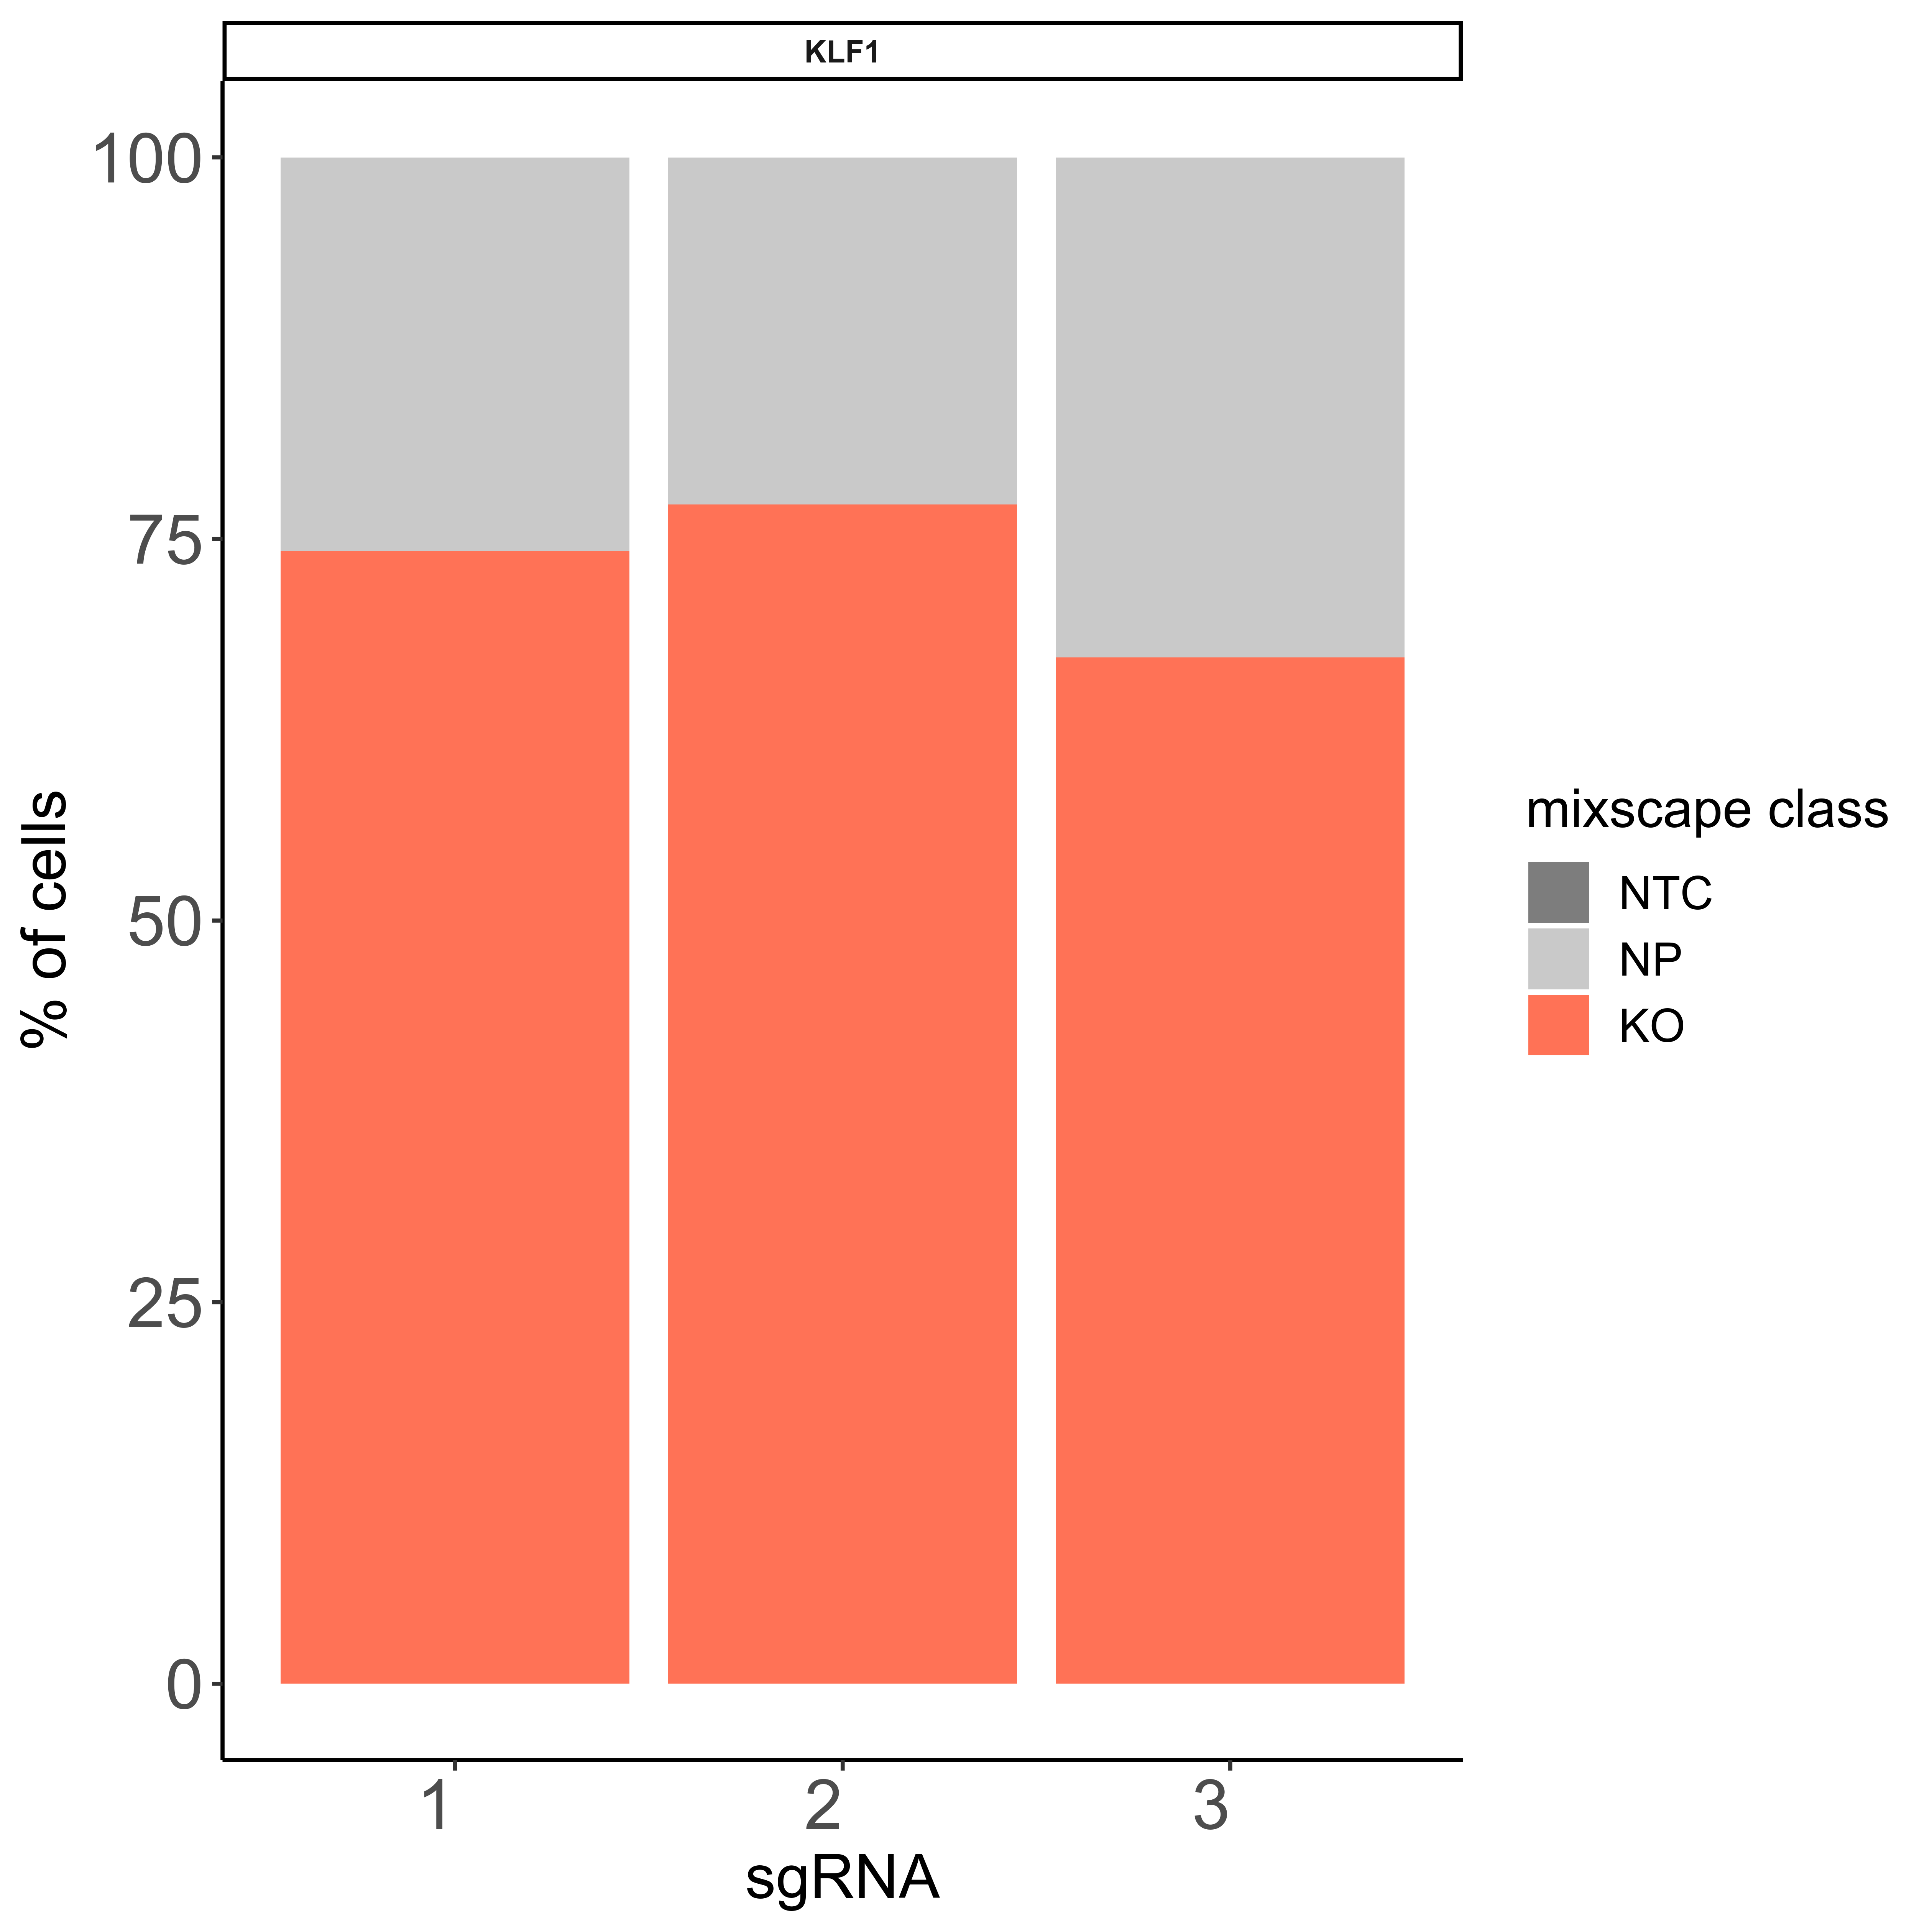 KLF1
100
75
50
25
0
% of cells
1 2 3
sgRNA
mixscape class
NTC
NP
KO